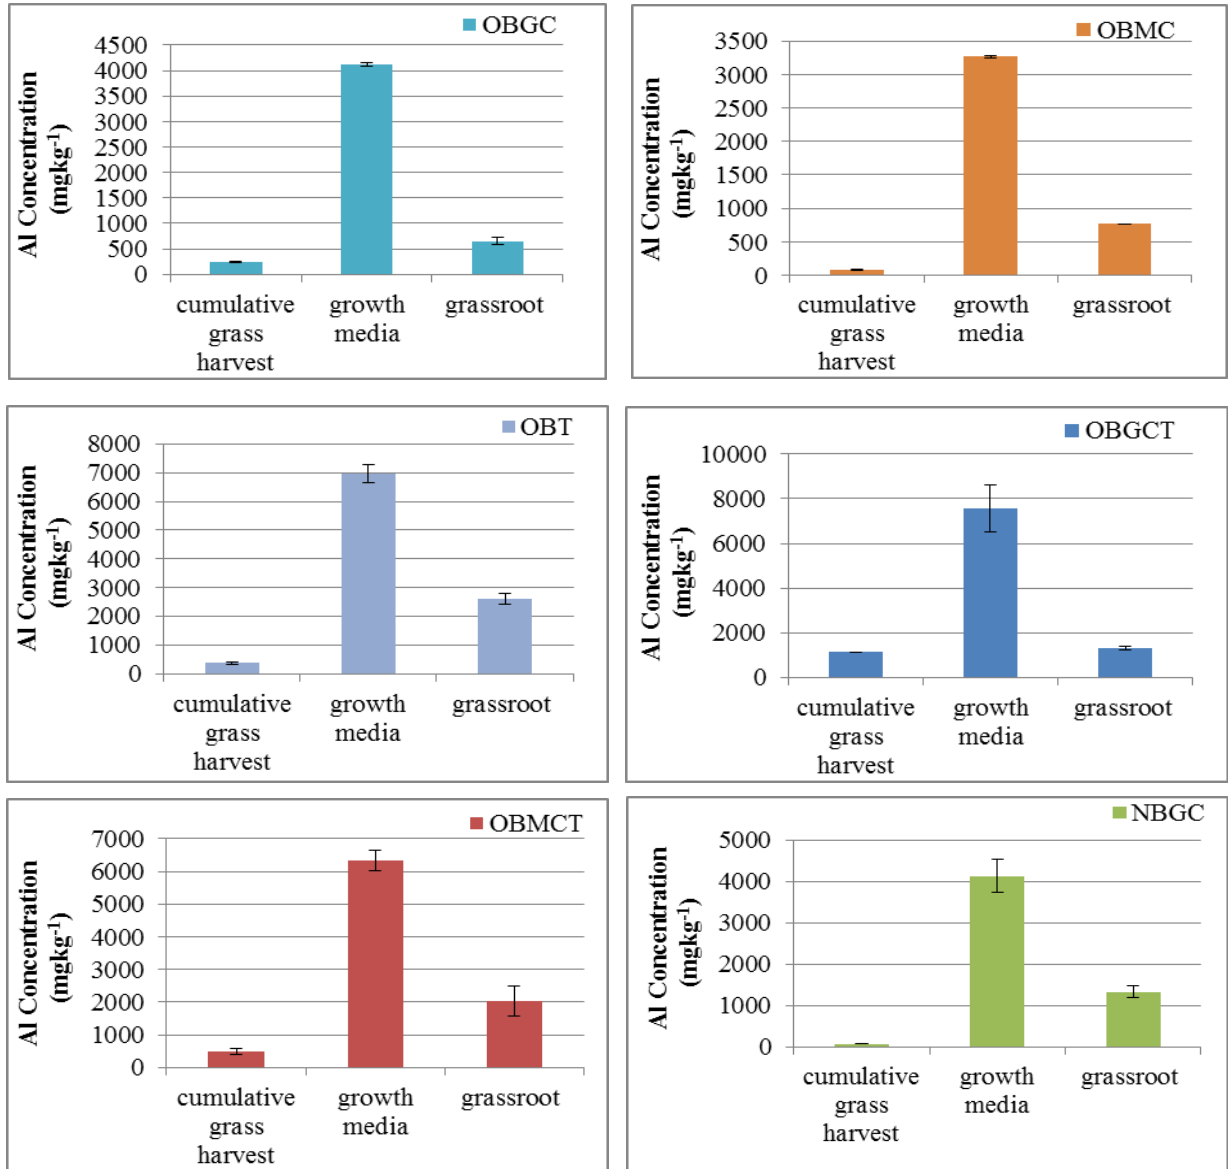 OBGC
Al Concentration
(mgkg-1)
4500
4000
3500
3000
2500
2000
1500
1000
500
0
cumulative
grass
harvest
growth
media
grassroot
OBMC
Al Concentration
(mgkg-1)
3500
3000
2500
2000
1500
1000
500
0
cumulative
grass
harvest
growth
media
grassroot
OBT
Al Concentration
(mgkg-1)
8000
7000
6000
5000
4000
3000
2000
1000
0
cumulative
grass
harvest
growth
media
grassroot
OBGCT
Al Concentration
(mgkg-1)
10000
8000
6000
4000
2000
0
cumulative
grass
harvest
growth
media
grassroot
OBMCT
Al Concentration
(mgkg-1)
7000
6000
5000
4000
3000
2000
1000
0
cumulative
grass
harvest
growth
media
grassroot
NBGC
Al Concentration
(mgkg-1)
5000
4000
3000
2000
1000
0
cumulative
grass
harvest
growth
media
grassroot